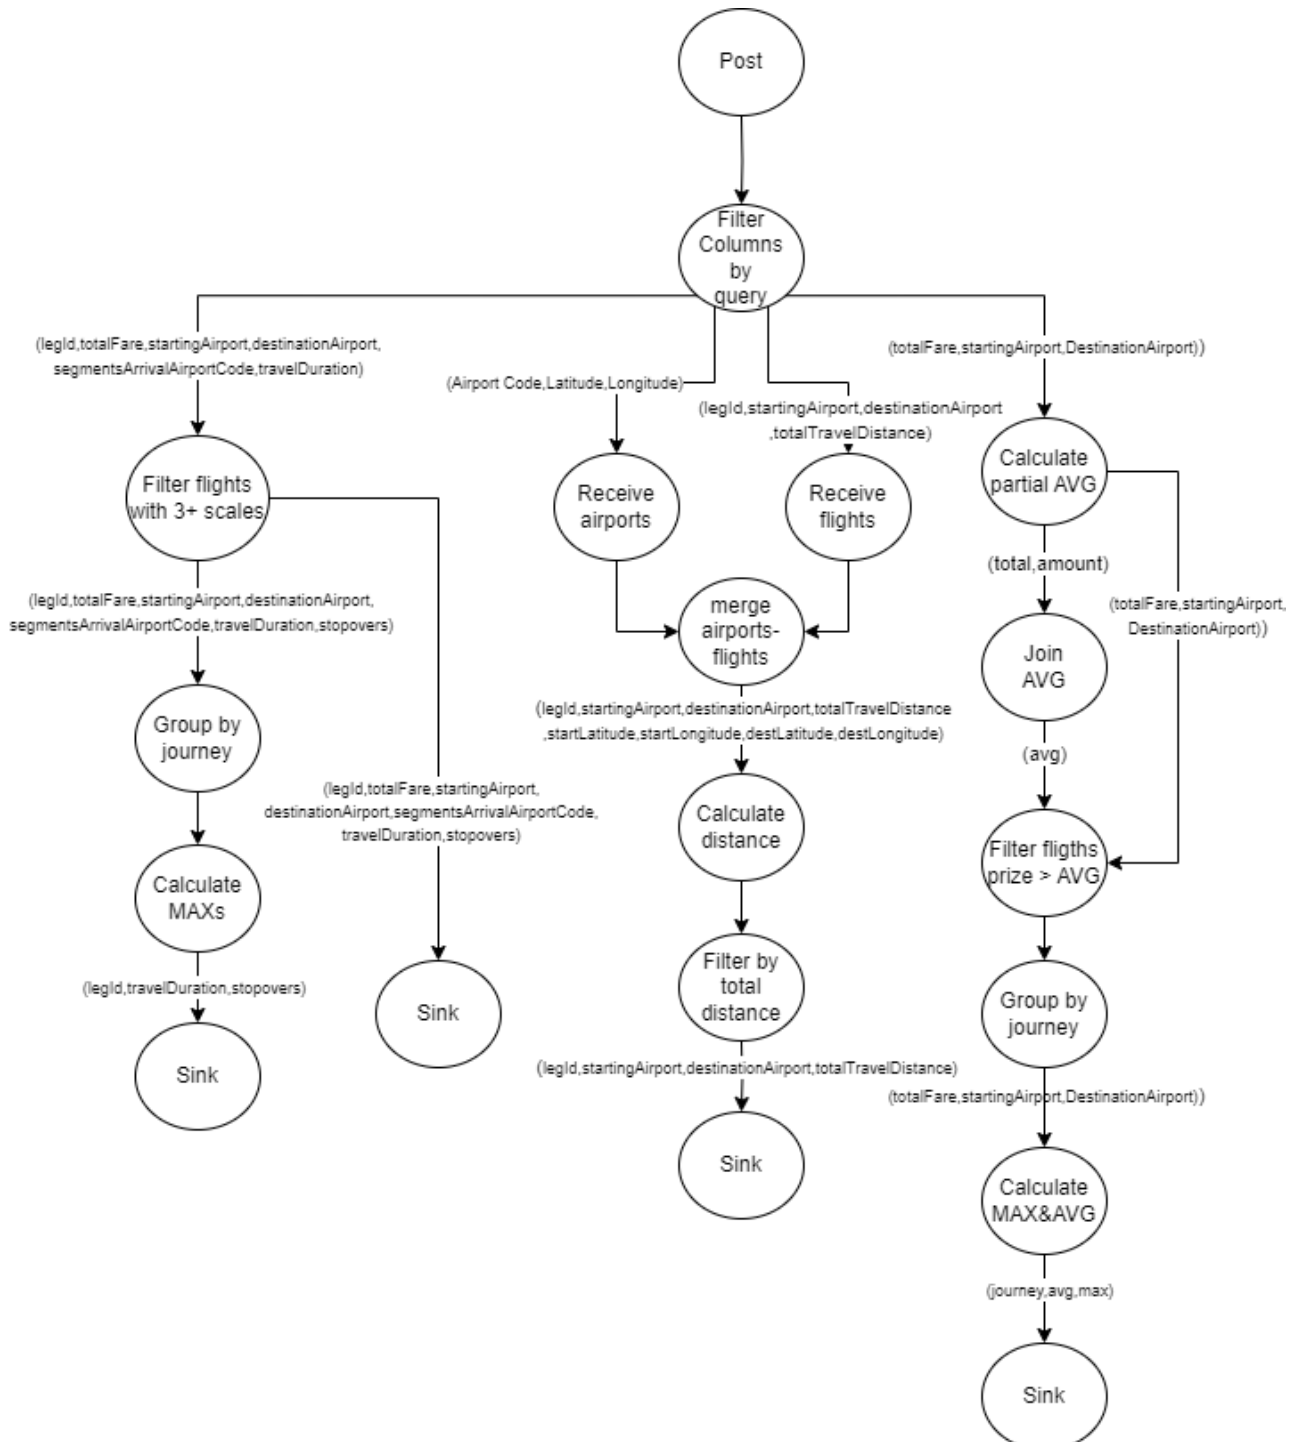 Post
Filter
Columns
by
query
(legId,totalFare,startingAirport,destinationAirport,
segmentsArrivalAirportCode,travelDuration)
(Airport Code,Latitude,Longitude)
(legId,startingAirport,destinationAirport
,totalTravelDistance)
(totalFare,startingAirport,DestinationAirport))
Filter flights
with 3+ scales
Receive
airports
Receive
flights
Calculate
partial AVG
(legId,totalFare,startingAirport,destinationAirport,
segmentsArrivalAirportCode,travelDuration,stopovers)
merge
airports-
flights
(total,amount)
(totalFare,startingAirport,
DestinationAirport))
Join
AVG
Group by
journey
(legId,startingAirport,destinationAirport,totalTravelDistance
,startLatitude,startLongitude,destLatitude,destLongitude)
(avg)
(legId,totalFare,startingAirport,
destinationAirport,segmentsArrivalAirportCode,
travelDuration,stopovers)
Calculate
distance
Filter fligths
prize > AVG
Calculate
MAXs
(legId,travelDuration,stopovers)
Sink
Filter by
total
distance
Group by
journey
Sink
(legId,startingAirport,destinationAirport,totalTravelDistance)
(totalFare,startingAirport,DestinationAirport))
Sink
Calculate
MAX&AVG
(journey,avg,max)
Sink